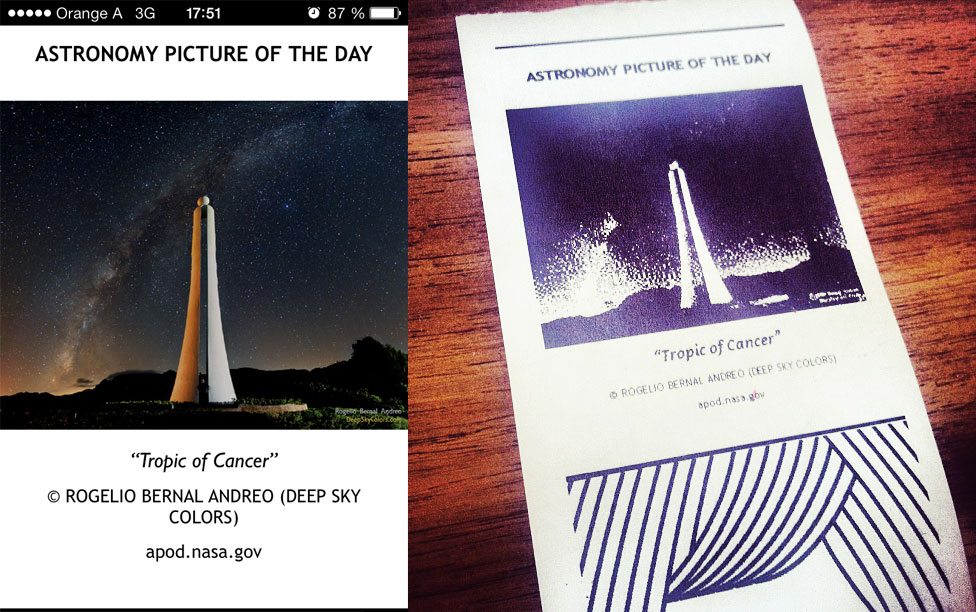 Orange A 3G 17:51 87 %
ASTRONOMY PICTURE OF THE DAY
Rogelio Bernal Andreo
DeepSkyColors.com
“Tropic of Cancer”
© ROGELIO BERNAL ANDREO (DEEP SKY
COLORS)
apod.nasa.gov
ASTRONOMY PICTURE OF THE DAY
“Tropic of Cancer”
© ROGELIO BERNAL ANDREO (DEEP SKY COLORS)
apod.nasa.gov